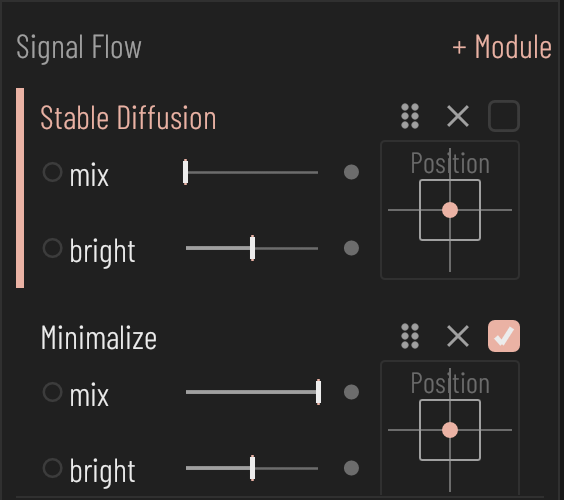 Signal Flow
+ Module
Stable Diffusion
mix
Position
bright
Minimalize
mix
Position
bright